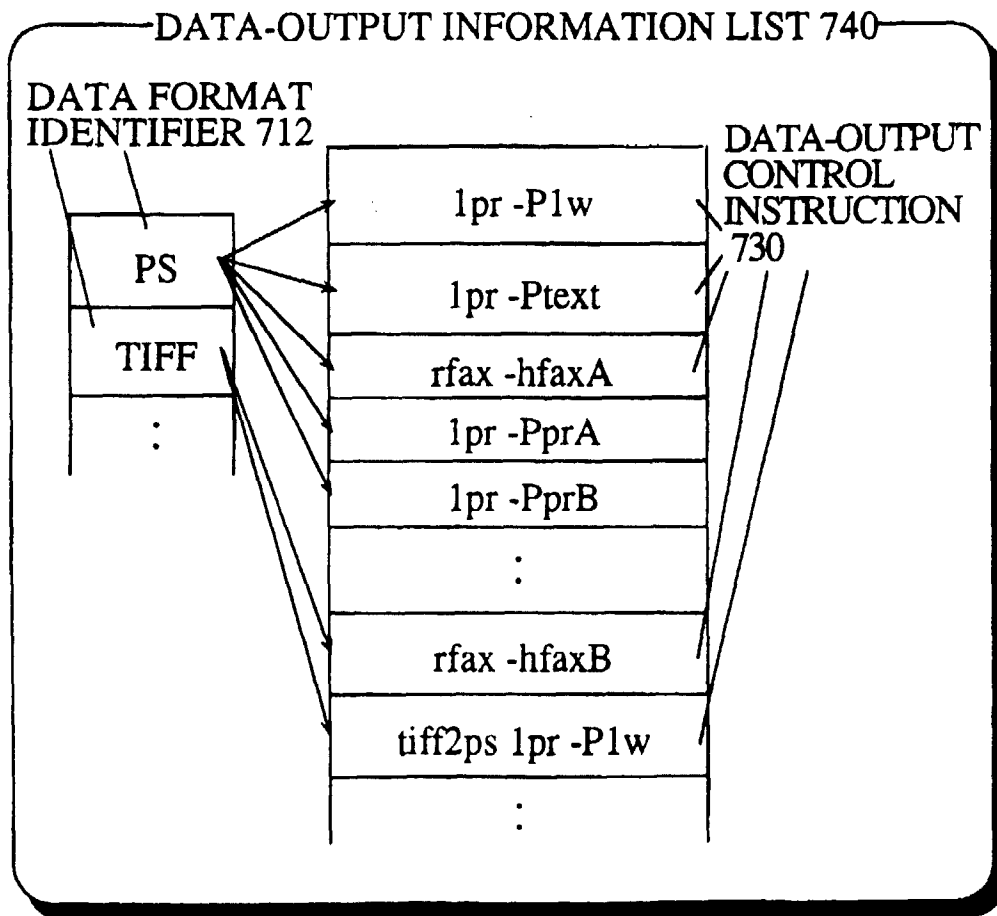 DATA-OUTPUT INFORMATION LIST 740
DATA FORMAT
IDENTIFIER 712
PS
TIFF
:
1pr -P1w
1pr -Ptext
rfax -hfaxA
1pr -PprA
1pr -PprB
:
rfax -hfaxB
tiff2ps 1pr -P1w
:
DATA-OUTPUT
CONTROL
INSTRUCTION
730